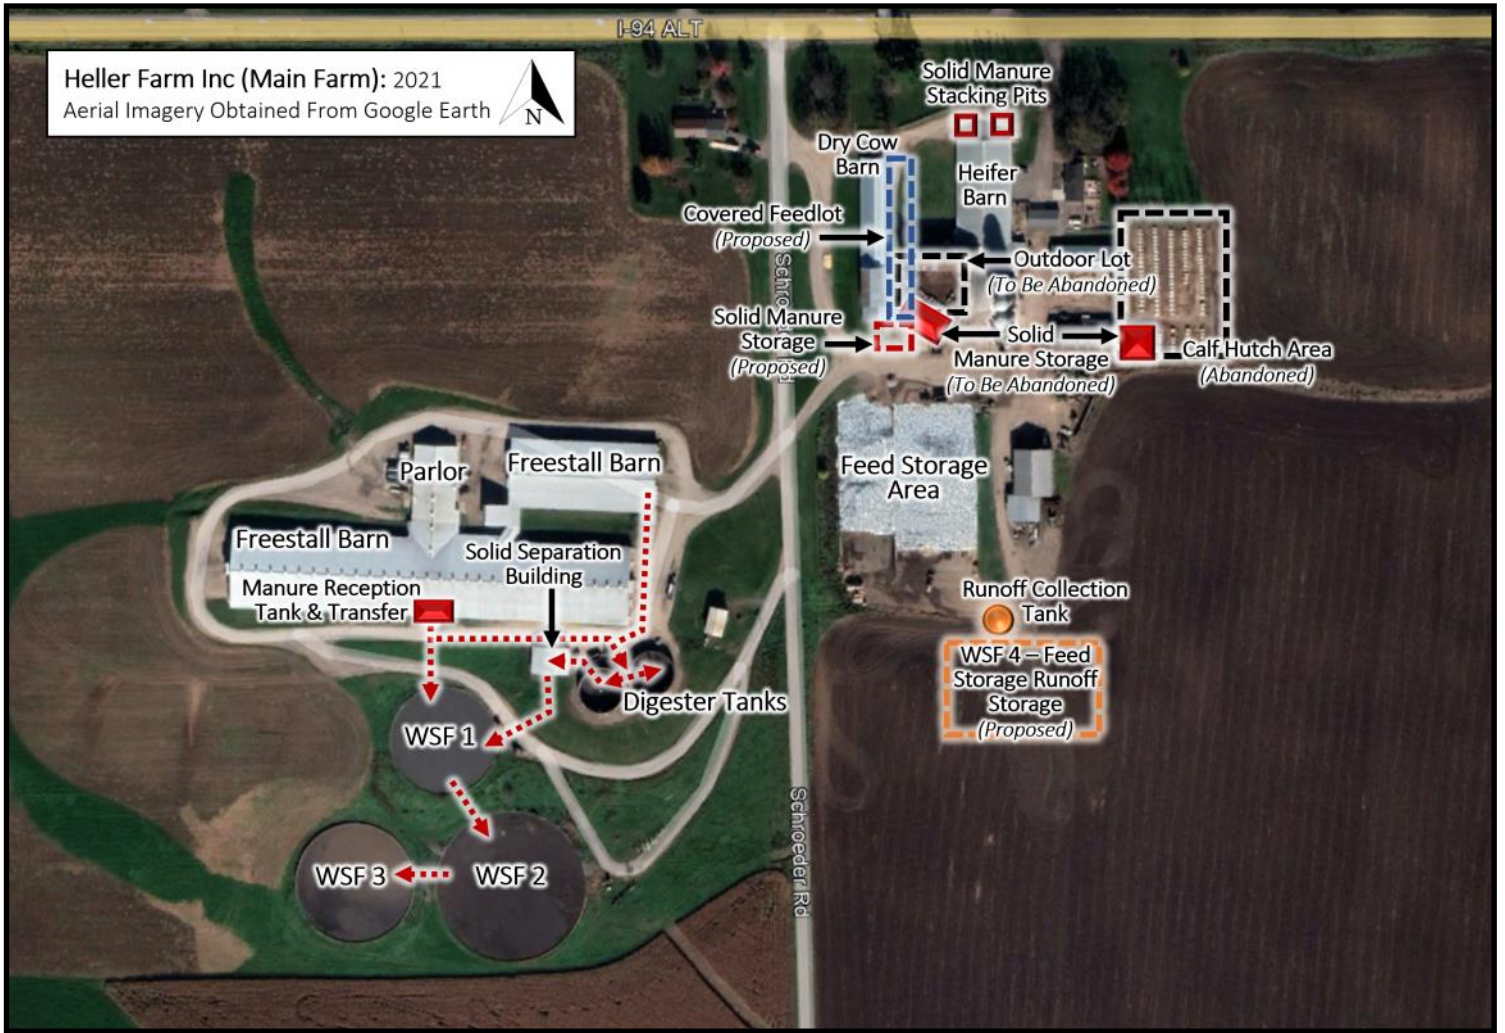 I-94 ALT
Heller Farm Inc (Main Farm): 2021
Aerial Imagery Obtained From Google Earth
N
Solid Manure
Stacking Pits
Dry Cow
Barn
Heifer
Barn
Covered Feedlot
(Proposed)
Outdoor Lot
(To Be Abandoned)
Solid Manure
Storage
(Proposed)
Solid
Manure Storage
(To Be Abandoned)
Calf Hutch Area
(Abandoned)
Parlor
Freestall Barn
Feed Storage
Area
Freestall Barn
Solid Separation
Building
Manure Reception
Tank & Transfer
Runoff Collection
Tank
WSF 4 – Feed
Storage Runoff
Storage
(Proposed)
Digester Tanks
WSF 1
WSF 3
WSF 2
Schroeder Rd